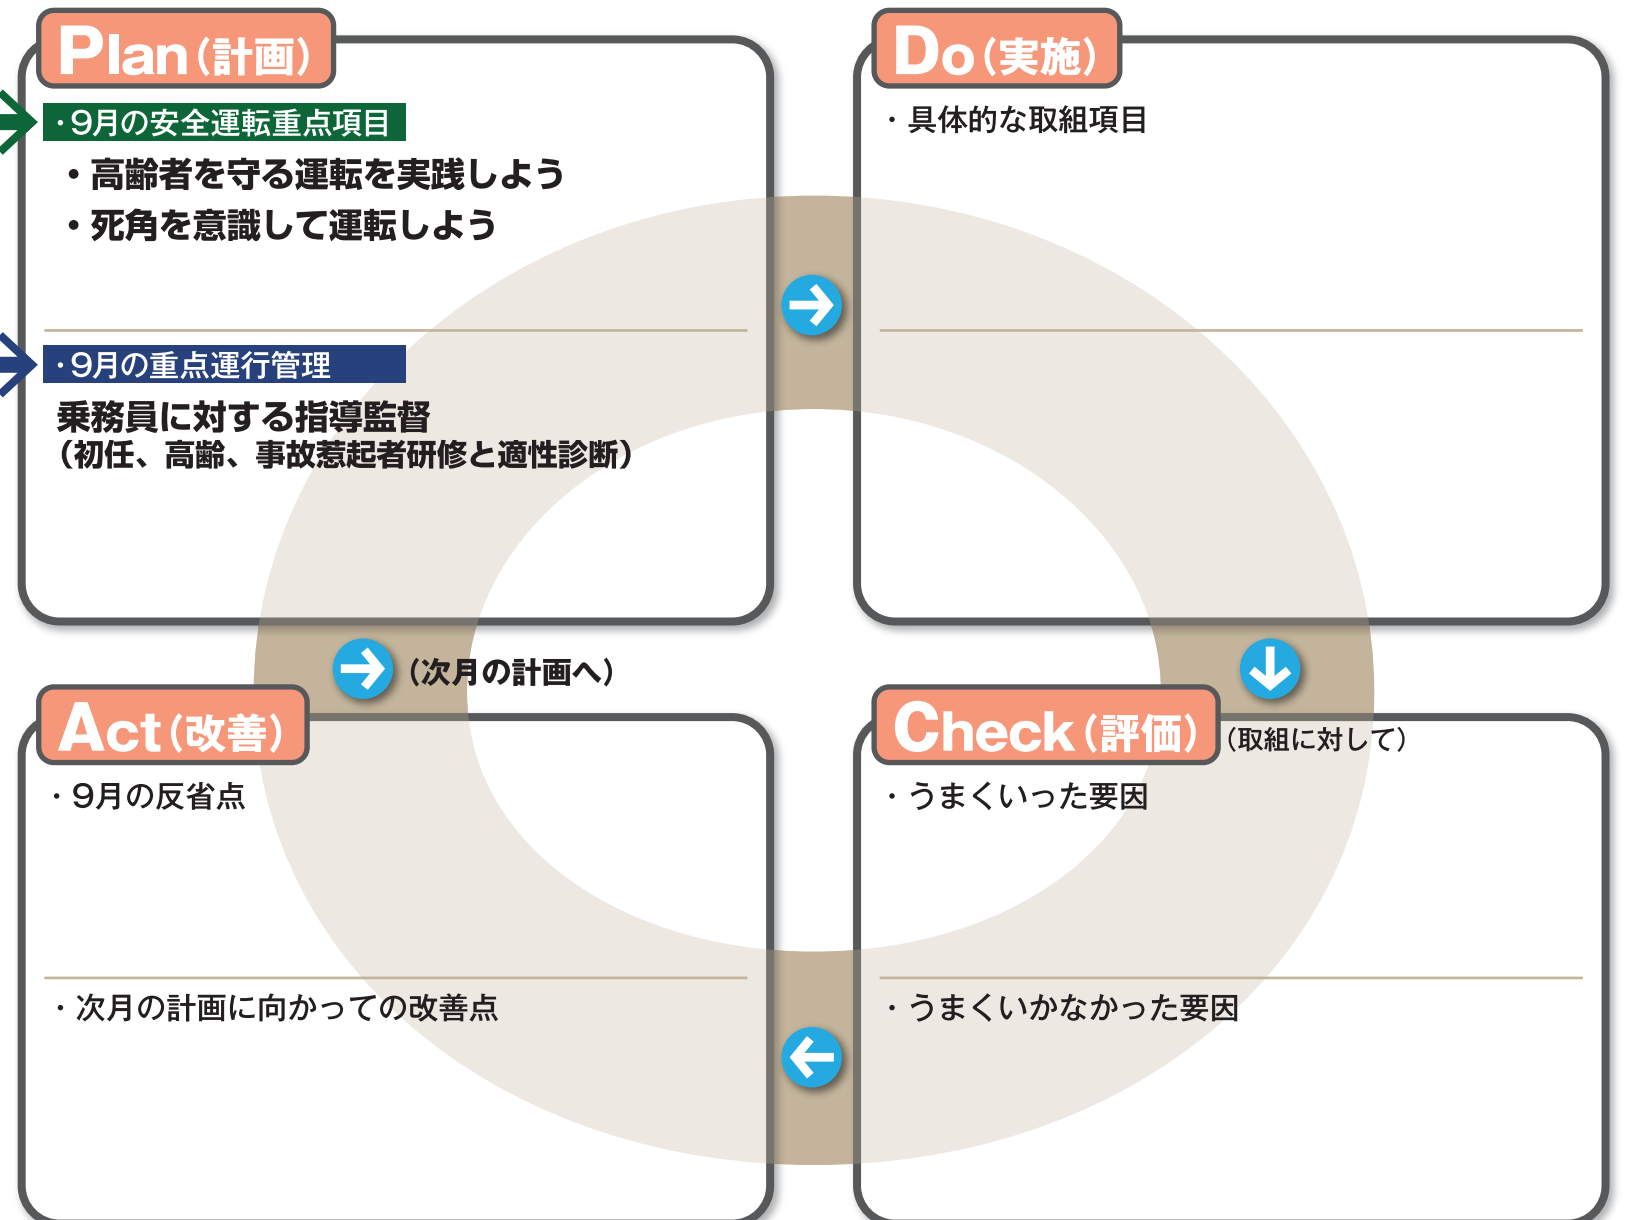 Plan（計画）
・9月の安全運転重点項目
・高齢者を守る運転を実践しよう
・死角を意識して運転しよう
・9月の重点運行管理
乗務員に対する指導監督
（初任、高齢、事故惹起者研修と適性診断）
Do（実施）
・具体的な取組項目
（次月の計画へ）
Act（改善）
・9月の反省点
・次月の計画に向かっての改善点
Check（評価）（取組に対して）
・うまくいった要因
・うまくいかなかった要因